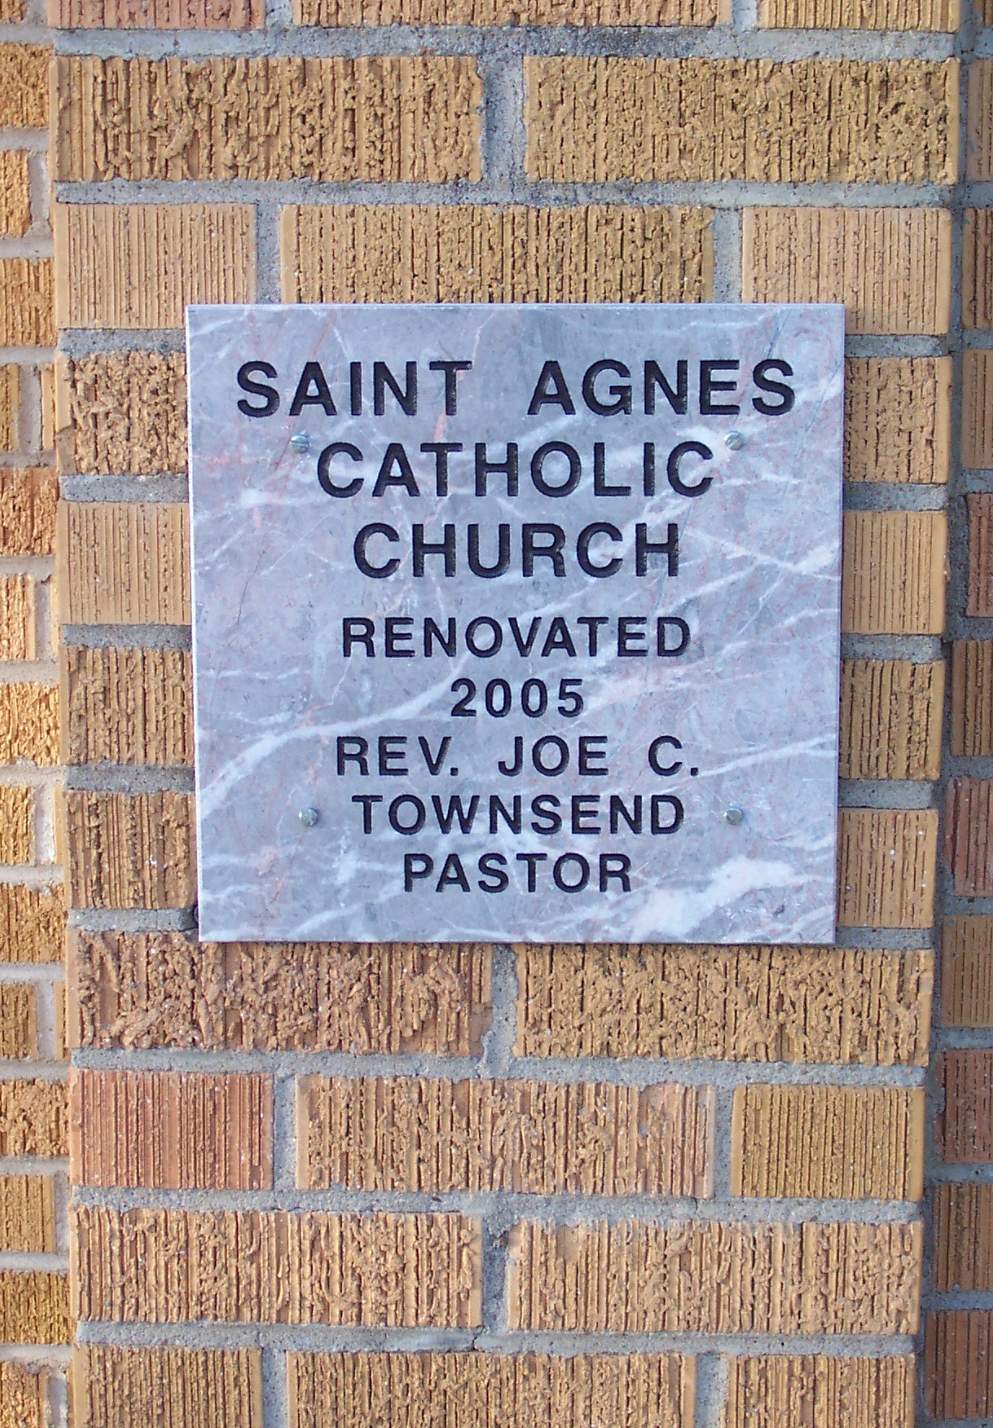 SAINT AGNES
CATHOLIC
CHURCH
RENOVATED
2005
REV. JOE C.
TOWNSEND
PASTOR